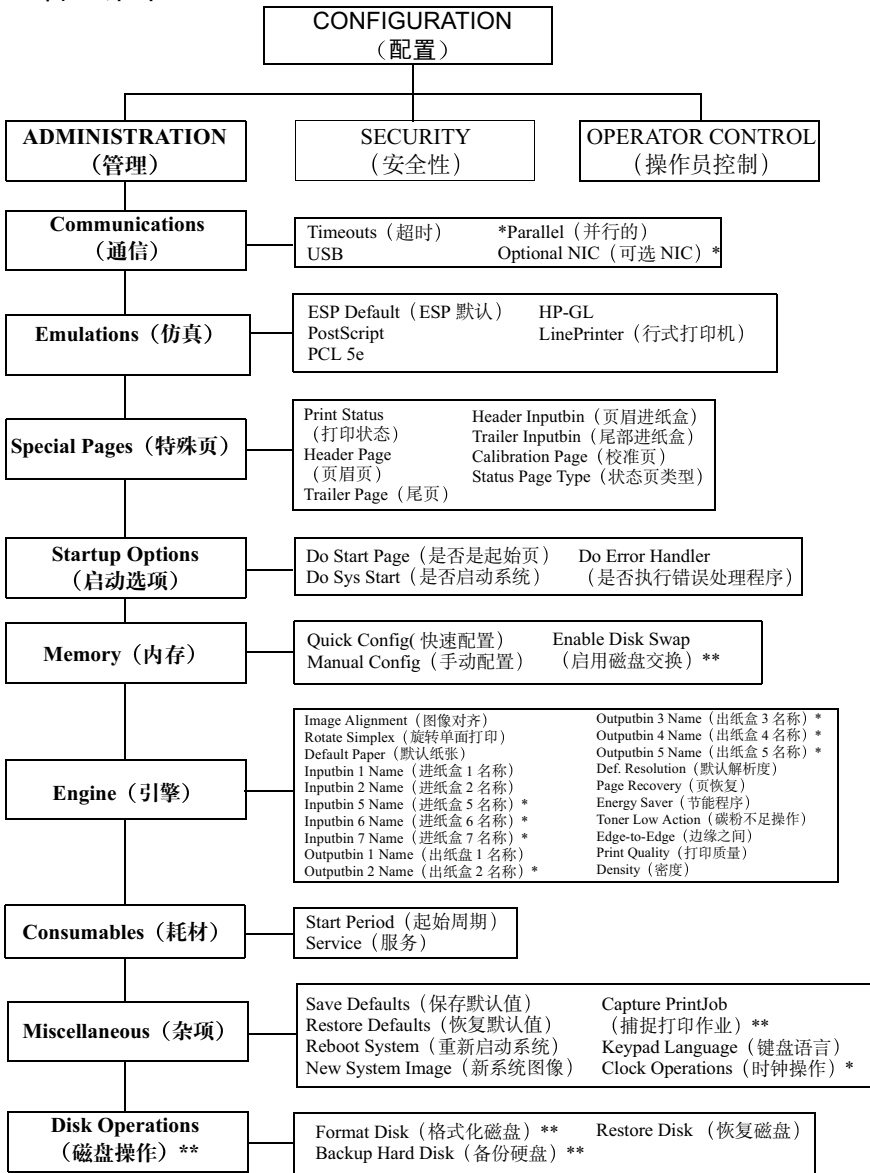 CONFIGURATION
（配置）
ADMINISTRATION
（管理）
SECURITY
（安全性）
OPERATOR CONTROL
（操作员控制）
Communications
（通信）
Timeouts（超时）
USB
*Parallel（并行的）
Optional NIC（可选 NIC）*
Emulations（仿真）
ESP Default（ESP 默认）
PostScript
PCL 5e
HP-GL
LinePrinter（行式打印机）
Special Pages（特殊页）
Print Status
（打印状态）
Header Page
（页眉页）
Trailer Page（尾页）
Header Inputbin（页眉进纸盒）
Trailer Inputbin（尾部进纸盒）
Calibration Page（校准页）
Status Page Type（状态页类型）
Startup Options
（启动选项）
Do Start Page（是否是起始页）
Do Sys Start（是否启动系统）
Do Error Handler
（是否执行错误处理程序）
Memory（内存）
Quick Config( 快速配置）
Manual Config（手动配置）
Enable Disk Swap
（启用磁盘交换）**
Engine（引擎）
Image Alignment（图像对齐）
Rotate Simplex（旋转单面打印）
Default Paper（默认纸张）
Inputbin 1 Name（进纸盒 1 名称）
Inputbin 2 Name（进纸盒 2 名称）
Inputbin 5 Name（进纸盒 5 名称）*
Inputbin 6 Name（进纸盒 6 名称）*
Inputbin 7 Name（进纸盒 7 名称）*
Outputbin 1 Name（出纸盘 1 名称）
Outputbin 2 Name（出纸盒 2 名称）*
Outputbin 3 Name（出纸盒 3 名称）*
Outputbin 4 Name（出纸盒 4 名称）*
Outputbin 5 Name（出纸盒 5 名称）*
Def. Resolution（默认解析度）
Page Recovery（页恢复）
Energy Saver（节能程序）
Toner Low Action（碳粉不足操作）
Edge-to-Edge（边缘之间）
Print Quality（打印质量）
Density（密度）
Consumables（耗材）
Start Period（起始周期）
Service（服务）
Miscellaneous（杂项）
Save Defaults（保存默认值）
Restore Defaults（恢复默认值）
Reboot System（重新启动系统）
New System Image（新系统图像）
Capture PrintJob
（捕捉打印作业）**
Keypad Language（键盘语言）
Clock Operations（时钟操作）*
Disk Operations
（磁盘操作）**
Format Disk（格式化磁盘）**
Backup Hard Disk（备份硬盘）**
Restore Disk （恢复磁盘）